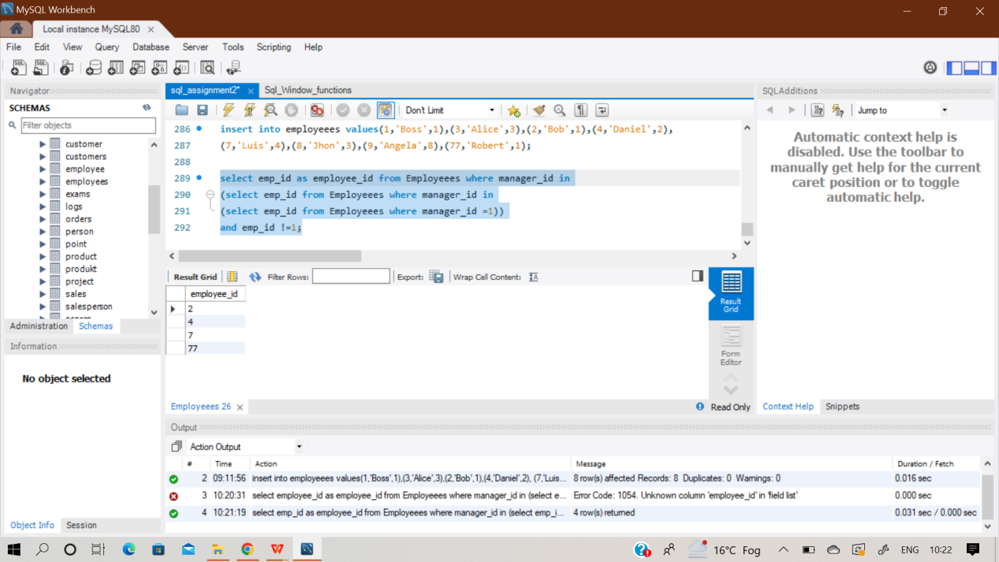 MySQL Workbench
Local instance MySQL80
File Edit View Query Database Server Tools Scripting Help
Navigator
SCHEMAS
Filter objects
customer
customers
employee
employees
exams
logs
orders
person
point
product
produkt
project
sales
salesperson
Administration Schemas
Information
No object selected
Object Info Session
sql_assignment2* Sql_Window_functions
Don't Limit
286 insert into employeees values(1,'Boss',1),(3,'Alice',3),(2,'Bob',1),(4,'Daniel',2),
287 (7,'Luis',4),(8,'Jhon',3),(9,'Angela',8),(77,'Robert',1);
288
289 select emp_id as employee_id from Employeees where manager_id in
290 (select emp_id from Employeees where manager_id in
291 (select emp_id from Employeees where manager_id =1))
292 and emp_id !=1;
Result Grid Filter Rows: Export: Wrap Cell Content:
employee_id
2
4
7
77
Result Grid
Form Editor
Employeees 26 Read Only
SQLAdditions
Jump to
Automatic context help is
disabled. Use the toolbar to
manually get help for the current
caret position or to toggle
automatic help.
Context Help Snippets
Output
Action Output
# Time Action Message Duration / Fetch
2 09:11:56 insert into employeees values(1,'Boss',1),(3,'Alice',3),(2,'Bob',1),(4,'Daniel',2), (7,'Luis... 8 row(s) affected Records: 8 Duplicates: 0 Warnings: 0 0.016 sec
3 10:20:31 select employee_id as employee_id from Employeees where manager_id in (select e... Error Code: 1054. Unknown column 'employee_id' in 'field list' 0.000 sec
4 10:21:19 select emp_id as employee_id from Employeees where manager_id in (select emp_i... 4 row(s) returned 0.031 sec / 0.000 sec
16°C Fog ENG 10:22